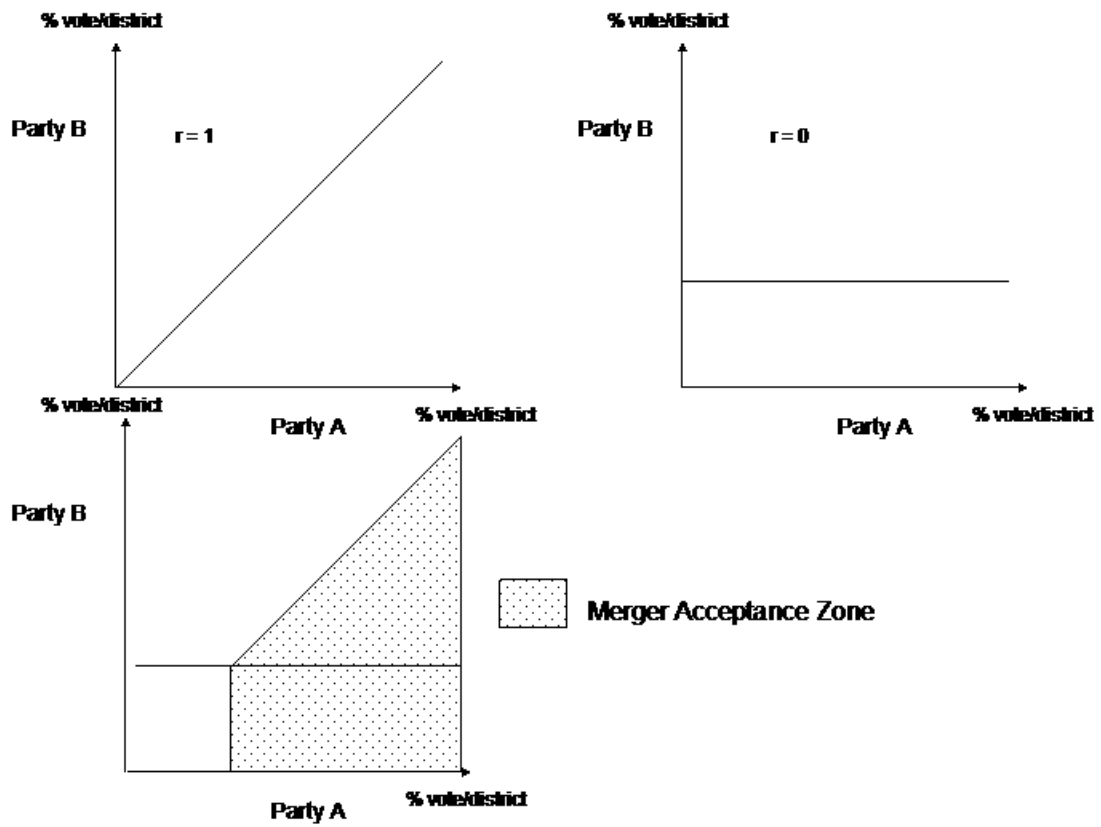 % vote/district
Party B
r = 1
% vote/district
Party A
% vote/district
Party B
r = 0
% vote/district
Party A
% vote/district
Party B
Merger Acceptance Zone
% vote/district
Party A